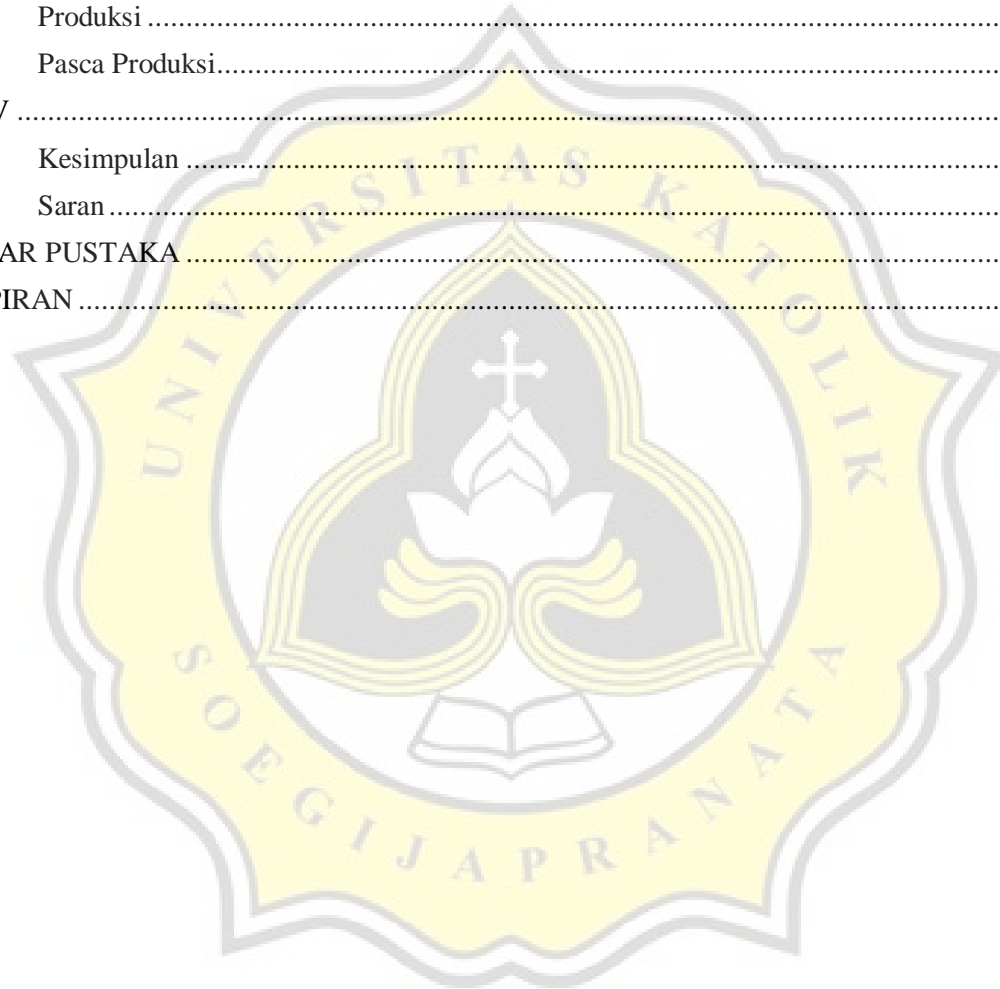 Produksi ....................................................................................................
Pasca Produksi....................................................................................................
V ....................................................................................................
Kesimpulan ....................................................................................................
Saran ....................................................................................................
AR PUSTAKA ....................................................................................................
PIRAN ....................................................................................................
UNIVERSITAS KATOLIK
SOEGIJAPRANATA